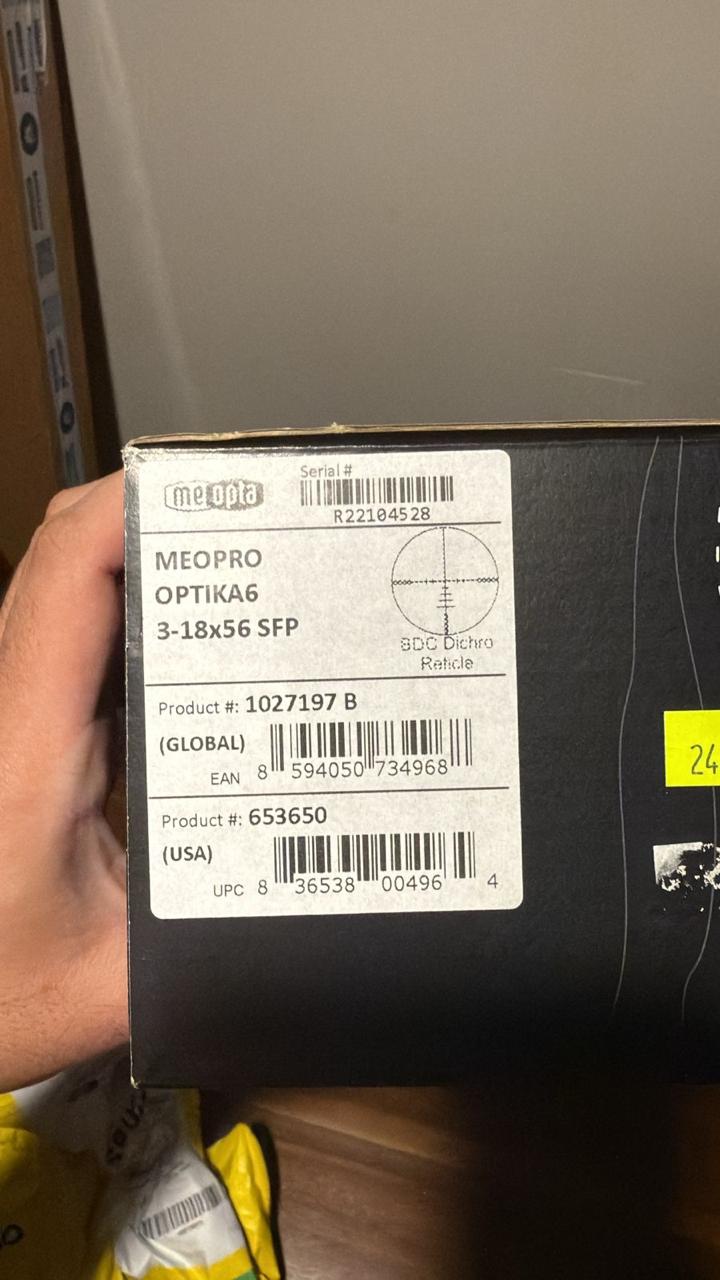 meopta
Serial #
R22104528
MEOPRO
OPTIKA6
3-18x56 SFP
BDC Dichro
Reticle
Product #: 1027197 B
(GLOBAL)
EAN 8 594050 734968
Product #: 653650
(USA)
UPC 8 36538 00496 4
24